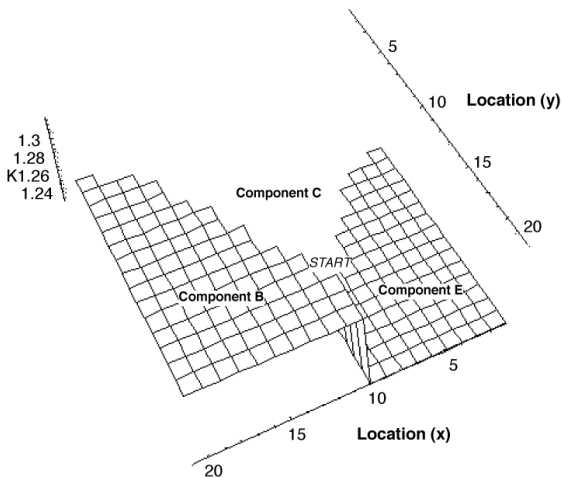 5
10 Location (y)
15
20
1.3
1.28
K1.26
1.24
Component C
START
Component B
Component E
5
10
15 Location (x)
20